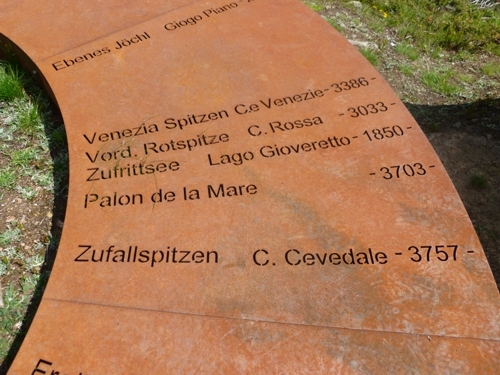 Ebenes Jöchl Giogo Piano -
Venezia Spitzen C.e Venezie - 3386 -
Vord. Rotspitze C. Rossa - 3033 -
Zufrittsee Lago Gioveretto - 1850 -
Palon de la Mare - 3703 -
Zufallspitzen C. Cevedale - 3757 -